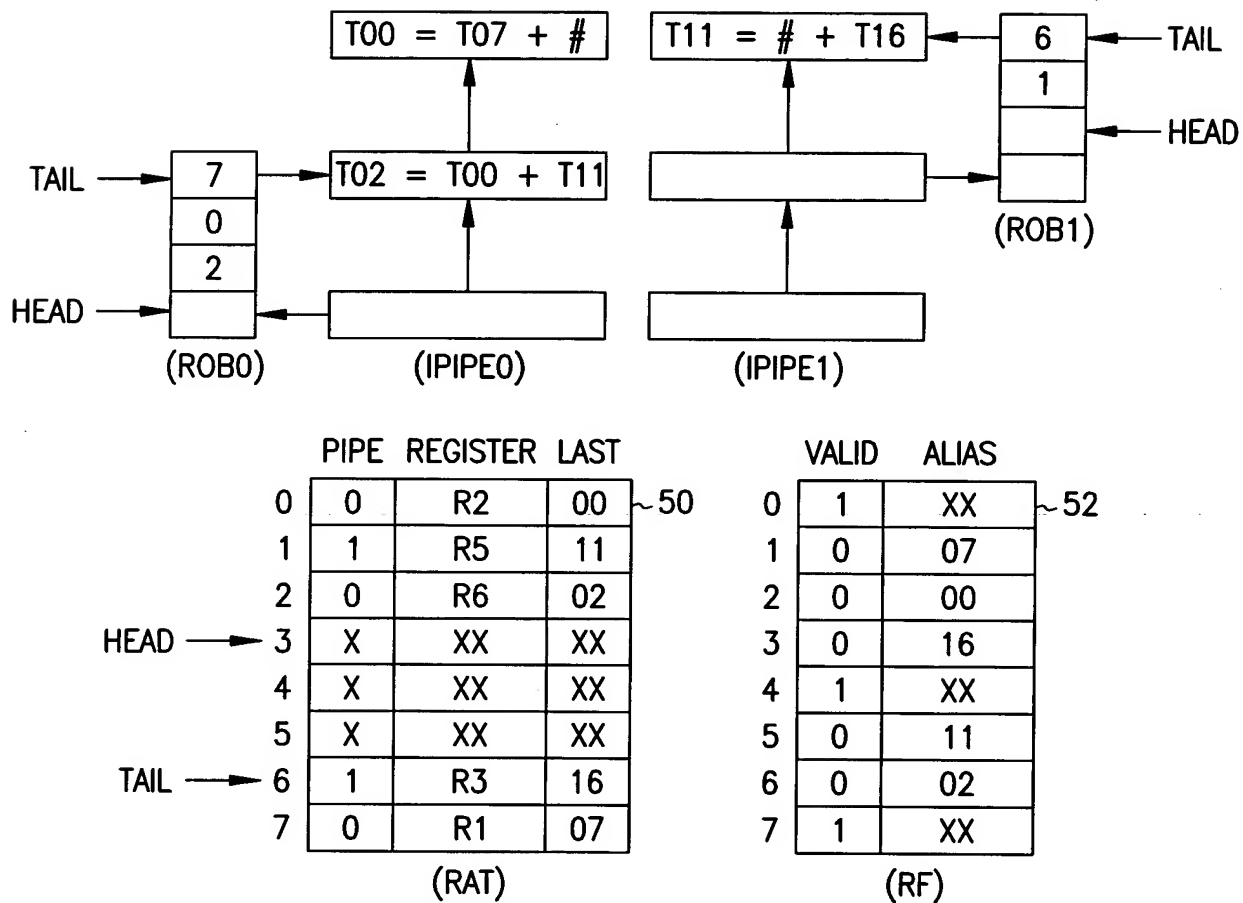 T00 = T07 + # T11 = # + T16 6 TAIL
1
HEAD
TAIL 7 T02 = T00 + T11
0 (ROB1)
2
HEAD
(ROB0) (IPIPE0) (IPIPE1)
PIPE REGISTER LAST VALID ALIAS
0 0 R2 00 50 0 1 XX 52
1 1 R5 11 1 0 07
2 0 R6 02 2 0 00
HEAD 3 X XX XX 3 0 16
4 X XX XX 4 1 XX
5 X XX XX 5 0 11
TAIL 6 1 R3 16 6 0 02
7 0 R1 07 7 1 XX
(RAT) (RF)